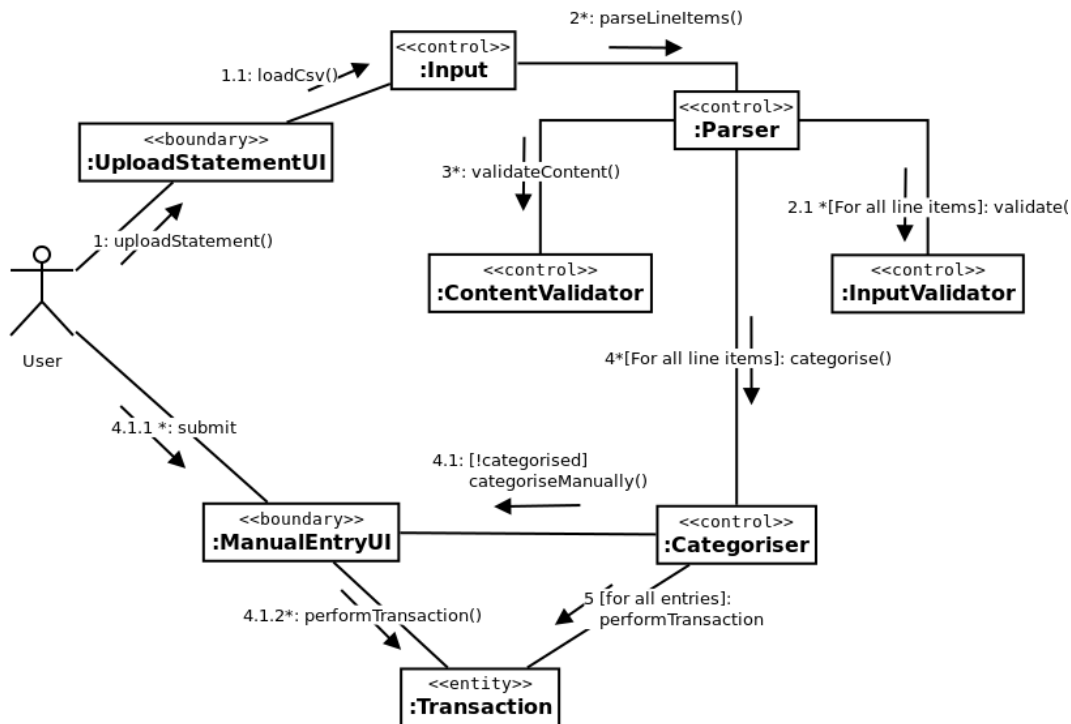 2*: parseLineItems()
<<control>>
:Input
1.1: loadCsv()
<<control>>
:Parser
<<boundary>>
:UploadStatementUI
3*: validateContent()
2.1 *[For all line items]: validate(
1: uploadStatement()
<<control>>
:ContentValidator
<<control>>
:InputValidator
User
4*[For all line items]: categorise()
4.1.1 *: submit
4.1: [!categorised]
categoriseManually()
<<boundary>>
:ManualEntryUI
<<control>>
:Categoriser
4.1.2*: performTransaction()
5 [for all entries]:
performTransaction
<<entity>>
:Transaction